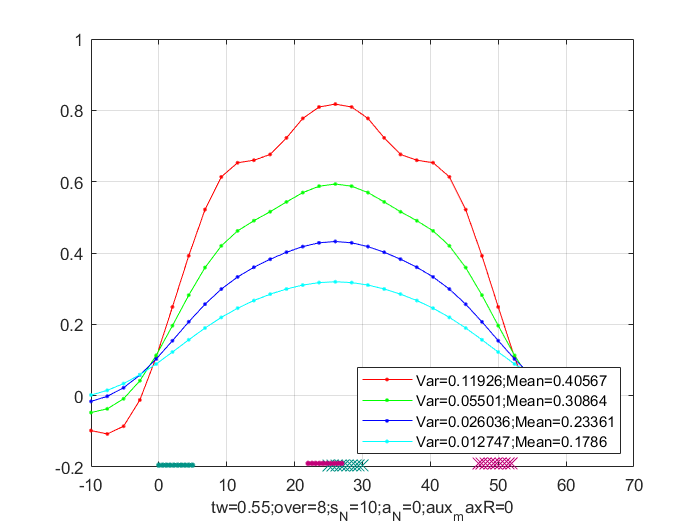 1
0.8
0.6
0.4
0.2
0
-0.2
-10 0 10 20 30 40 50 60 70
Var=0.11926;Mean=0.40567
Var=0.05501;Mean=0.30864
Var=0.026036;Mean=0.23361
Var=0.012747;Mean=0.1786
tw=0.55;over=8;s_N=10;a_N=0;aux_maxR=0